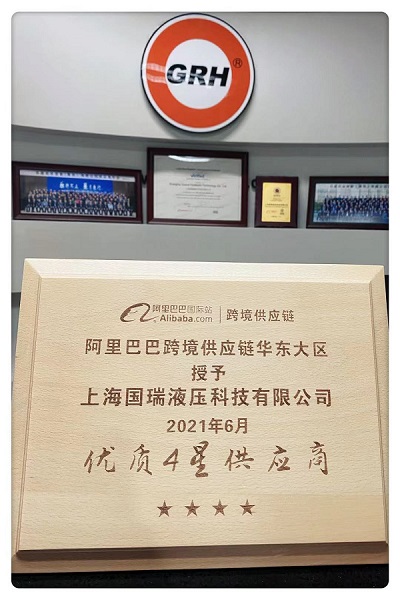 GRH®
阿里巴巴国际站
Alibaba.com
跨境供应链
阿里巴巴跨境供应链华东大区
授予
上海国瑞液压科技有限公司
2021年6月
优质4星供应商